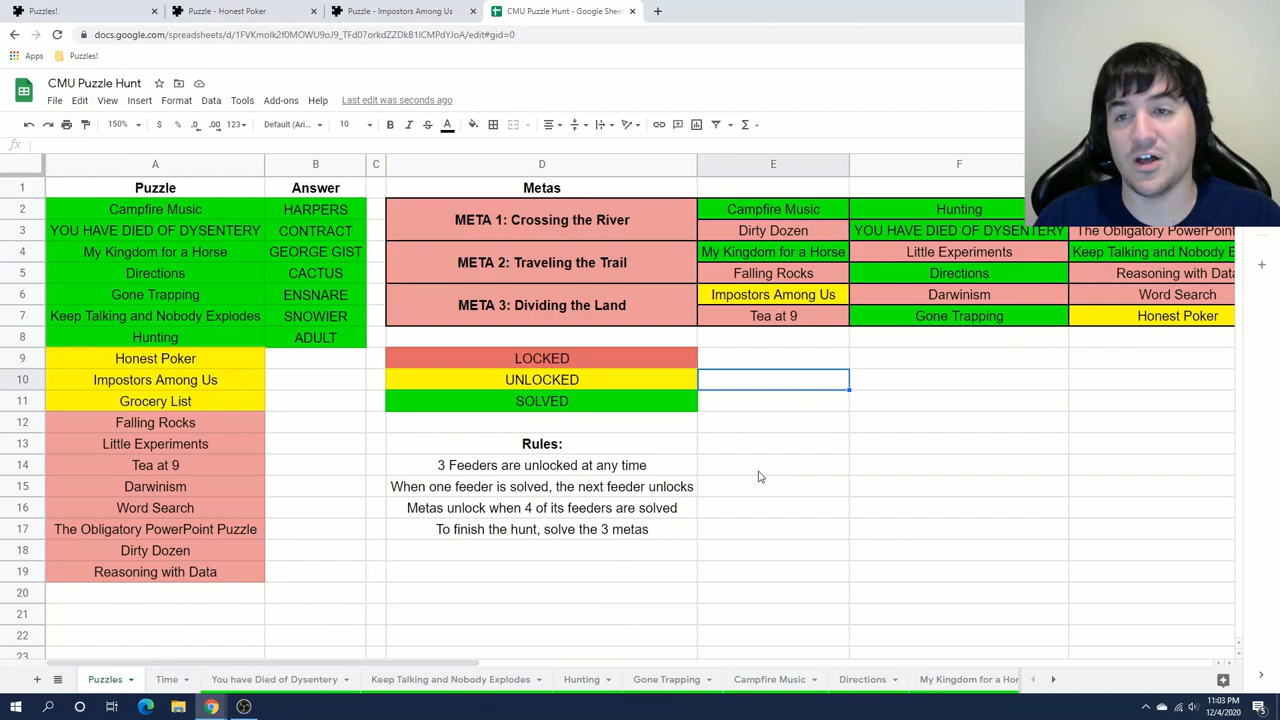 Puzzles! Puzzle - Honest Poker Puzzle - Impostors Among Us CMU Puzzle Hunt - Google Shee
Apps Puzzles!
CMU Puzzle Hunt
File Edit View Insert Format Data Tools Add-ons Help Last edit was seconds ago
150% $ % .0 .00 123 Default (Ari... 10 B I S A
fx
A B C D E F
1 Puzzle Answer Metas
2 Campfire Music HARPERS META 1: Crossing the River Campfire Music Hunting
3 YOU HAVE DIED OF DYSENTERY CONTRACT Dirty Dozen YOU HAVE DIED OF DYSENTERY The Obligatory PowerPoint
4 My Kingdom for a Horse GEORGE GIST META 2: Traveling the Trail My Kingdom for a Horse Little Experiments Keep Talking and Nobody E
5 Directions CACTUS Falling Rocks Directions Reasoning with Data
6 Gone Trapping ENSNARE META 3: Dividing the Land Impostors Among Us Darwinism Word Search
7 Keep Talking and Nobody Explodes SNOWIER Tea at 9 Gone Trapping Honest Poker
8 Hunting ADULT
9 Honest Poker LOCKED
10 Impostors Among Us UNLOCKED
11 Grocery List SOLVED
12 Falling Rocks
13 Little Experiments Rules:
14 Tea at 9 3 Feeders are unlocked at any time
15 Darwinism When one feeder is solved, the next feeder unlocks
16 Word Search Metas unlock when 4 of its feeders are solved
17 The Obligatory PowerPoint Puzzle To finish the hunt, solve the 3 metas
18 Dirty Dozen
19 Reasoning with Data
20
21
22
23
Puzzles Time You have Died of Dysentery Keep Talking and Nobody Explodes Hunting Gone Trapping Campfire Music Directions My Kingdom for a Hor
11:03 PM
12/4/2020